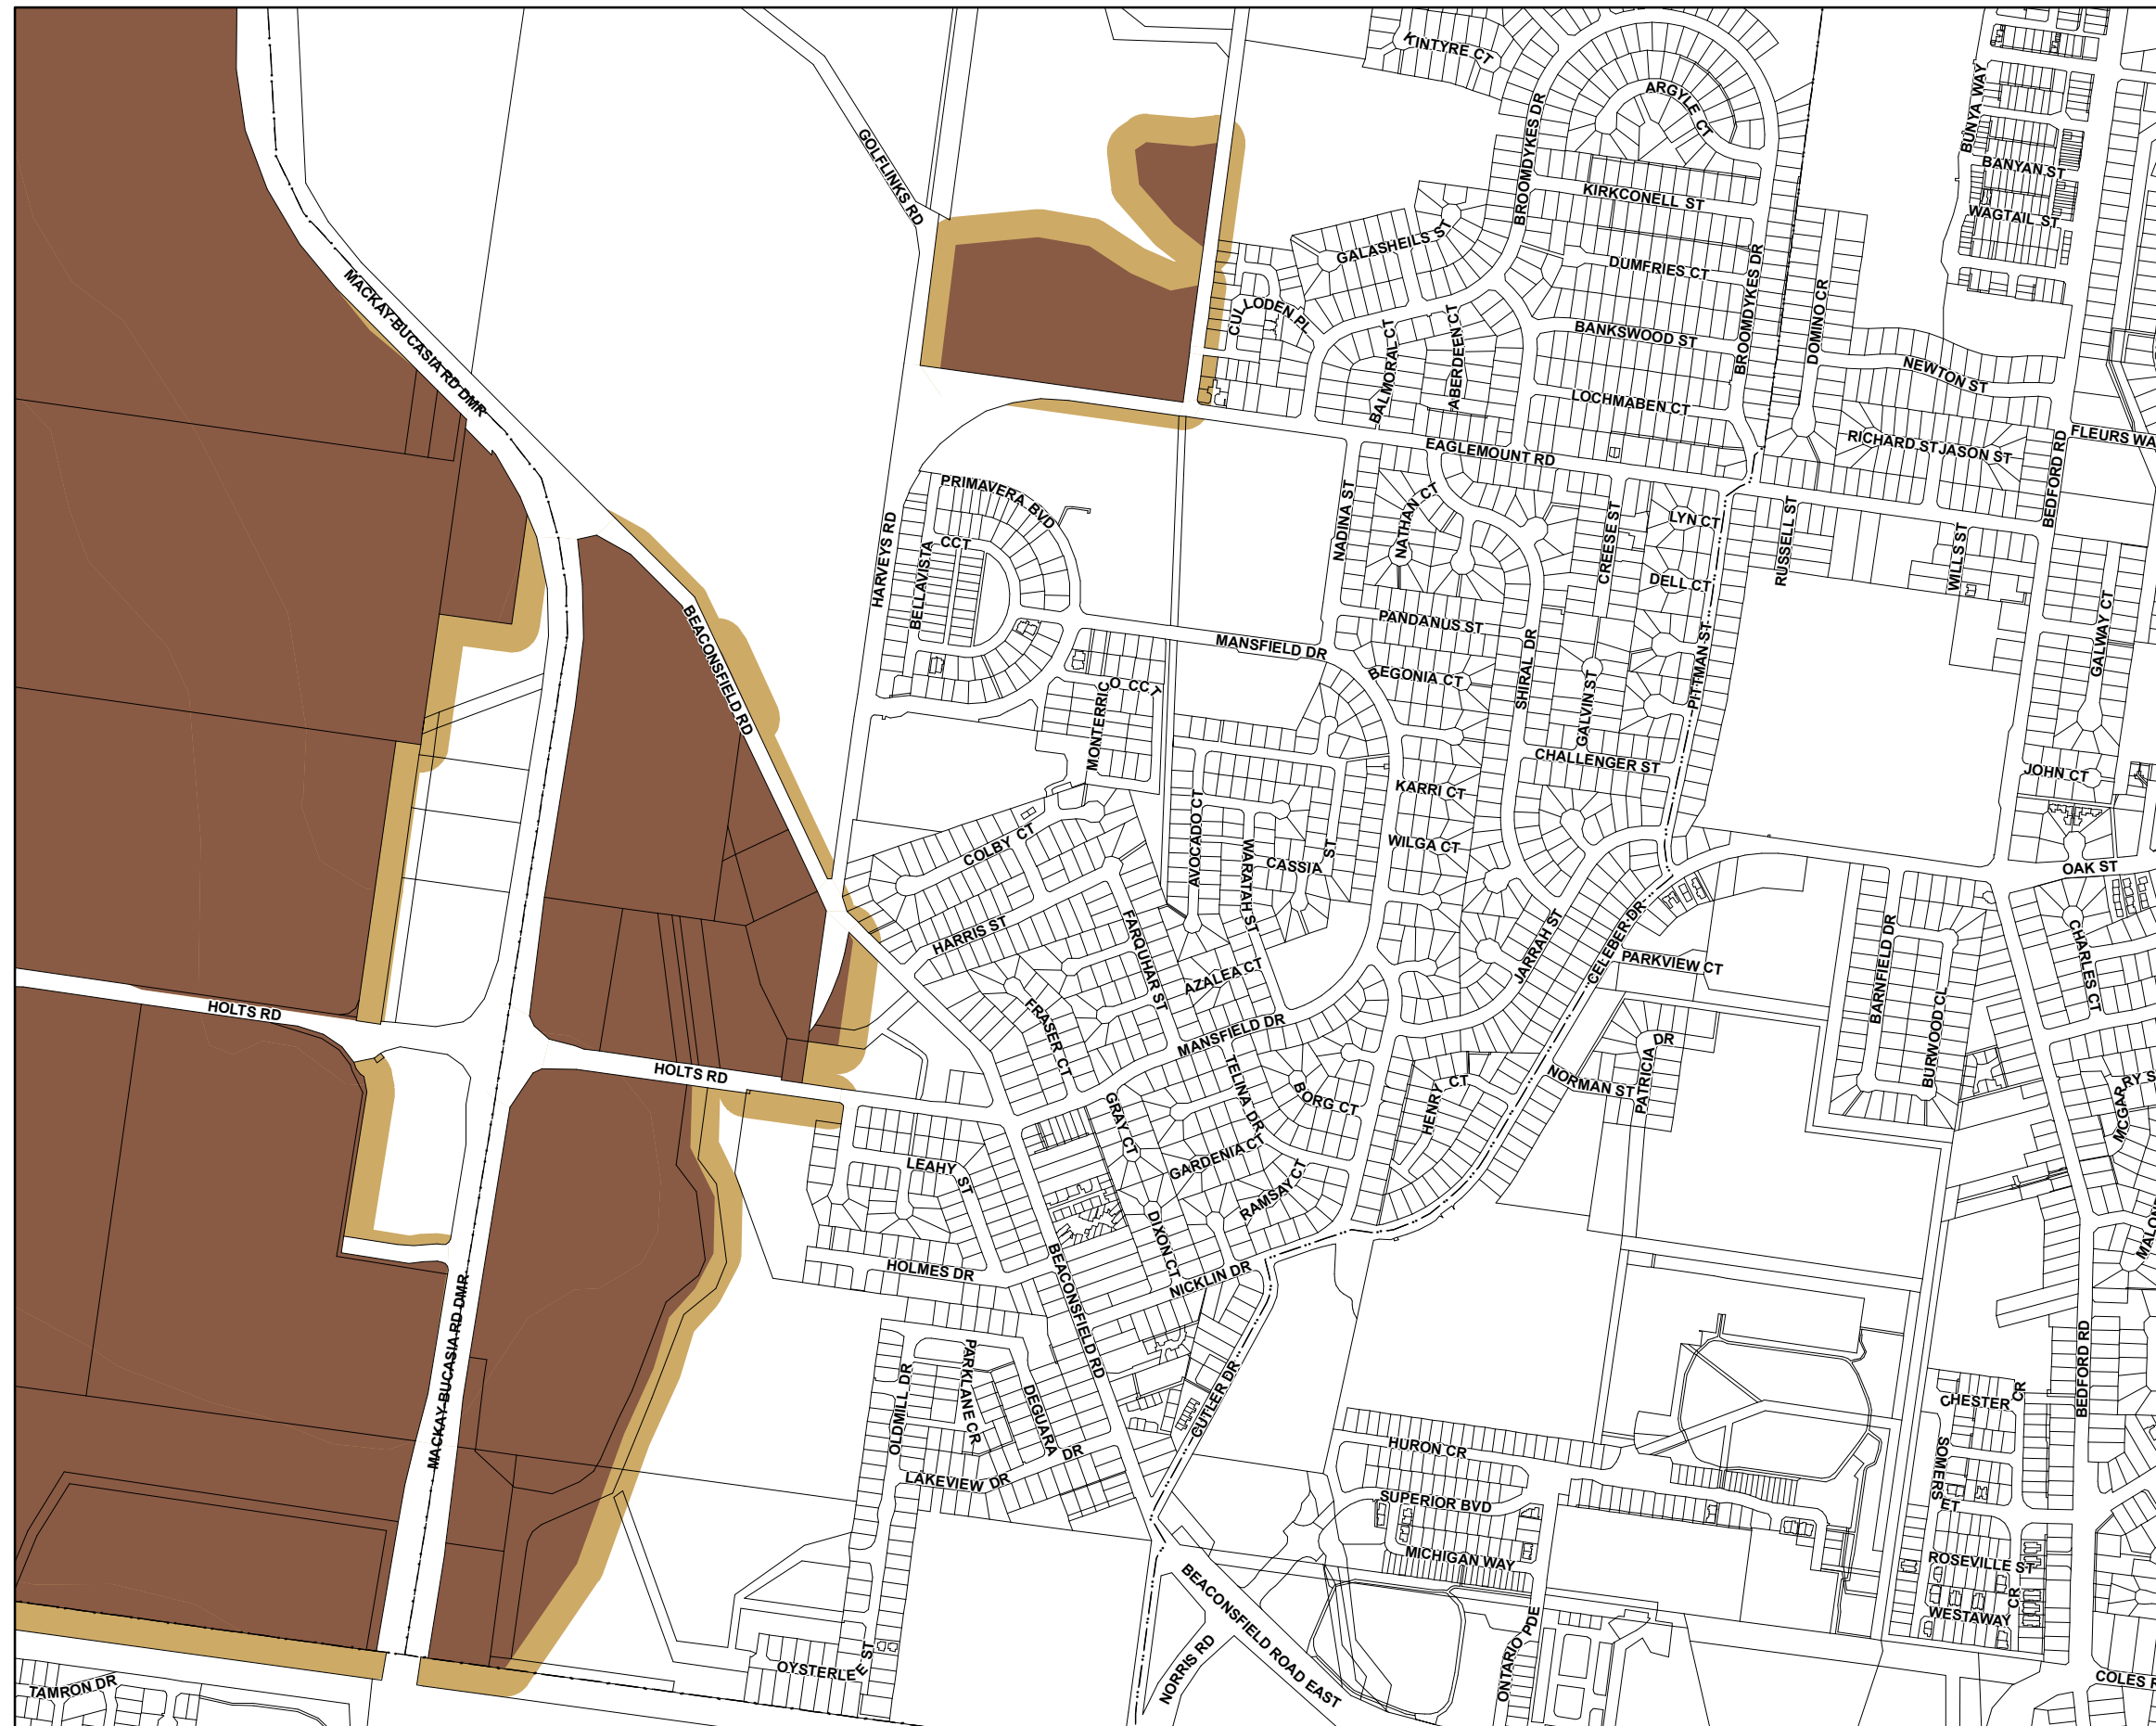 KINTYRE CT
ARGYLE CT
BUNYA WAY
BANYAN ST
WAGTAIL ST
GOLFLINKS RD
BROOMDYKES DR
KIRKCONELL ST
GALASHEILS ST
DUMFRIES CT
BROOMDYKES DR
DOMINO CR
MACKAY-BUCASIA RD DMR
CULLODEN PL
BALMORAL CT
ABERDEEN CT
BANKSWOOD ST
NEWTON ST
LOCHMABEN CT
EAGLEMOUNT RD
RICHARD ST
JASON ST
BEDFORD RD
FLEURS WA
PRIMAVERA BVD
HARVEYS RD
BELLAVISTA CCT
NADINA ST
NATHAN CT
CREESE ST
LYN CT
RUSSELL ST
WILLS ST
DELL CT
BEACONSFIELD RD
PANDANUS ST
MANSFIELD DR
BEGONIA CT
SHIRAL DR
GALVIN ST
PITTMAN ST
GALWAY CT
MONTERRICO CCT
CHALLENGER ST
JOHN CT
KARRI CT
AVOCADO CT
WARATAH ST
CASSIA ST
WILGA CT
COLBY CT
OAK ST
HARRIS ST
FARQUHAR ST
AZALEA CT
JARRAH ST
CELEBER DR
PARKVIEW CT
BARNFIELD DR
BURWOOD CL
CHARLES CT
HOLTS RD
FRASER CT
MANSFIELD DR
PATRICIA DR
NORMAN ST
HOLTS RD
TELINA DR
BORG CT
HENRY CT
GRAY CT
MCGARRY S
LEAHY ST
GARDENIA CT
RAMSAY CT
DIXON CT
NICKLIN DR
HOLMES DR
BEACONSFIELD RD
MALO
MACKAY-BUCASIA RD DMR
OLDMILL DR
PARKLANE CR
DEGUARA DR
LAKEVIEW DR
CUTLER DR
BEDFORD RD
CHESTER CR
SOMERSET
HURON CR
SUPERIOR BVD
MICHIGAN WAY
ROSEVILLE ST
WESTAWAY CR
BEACONSFIELD ROAD EAST
NORRIS RD
ONTARIO PDE
OYSTERLEE ST
TAMRON DR
COLES R